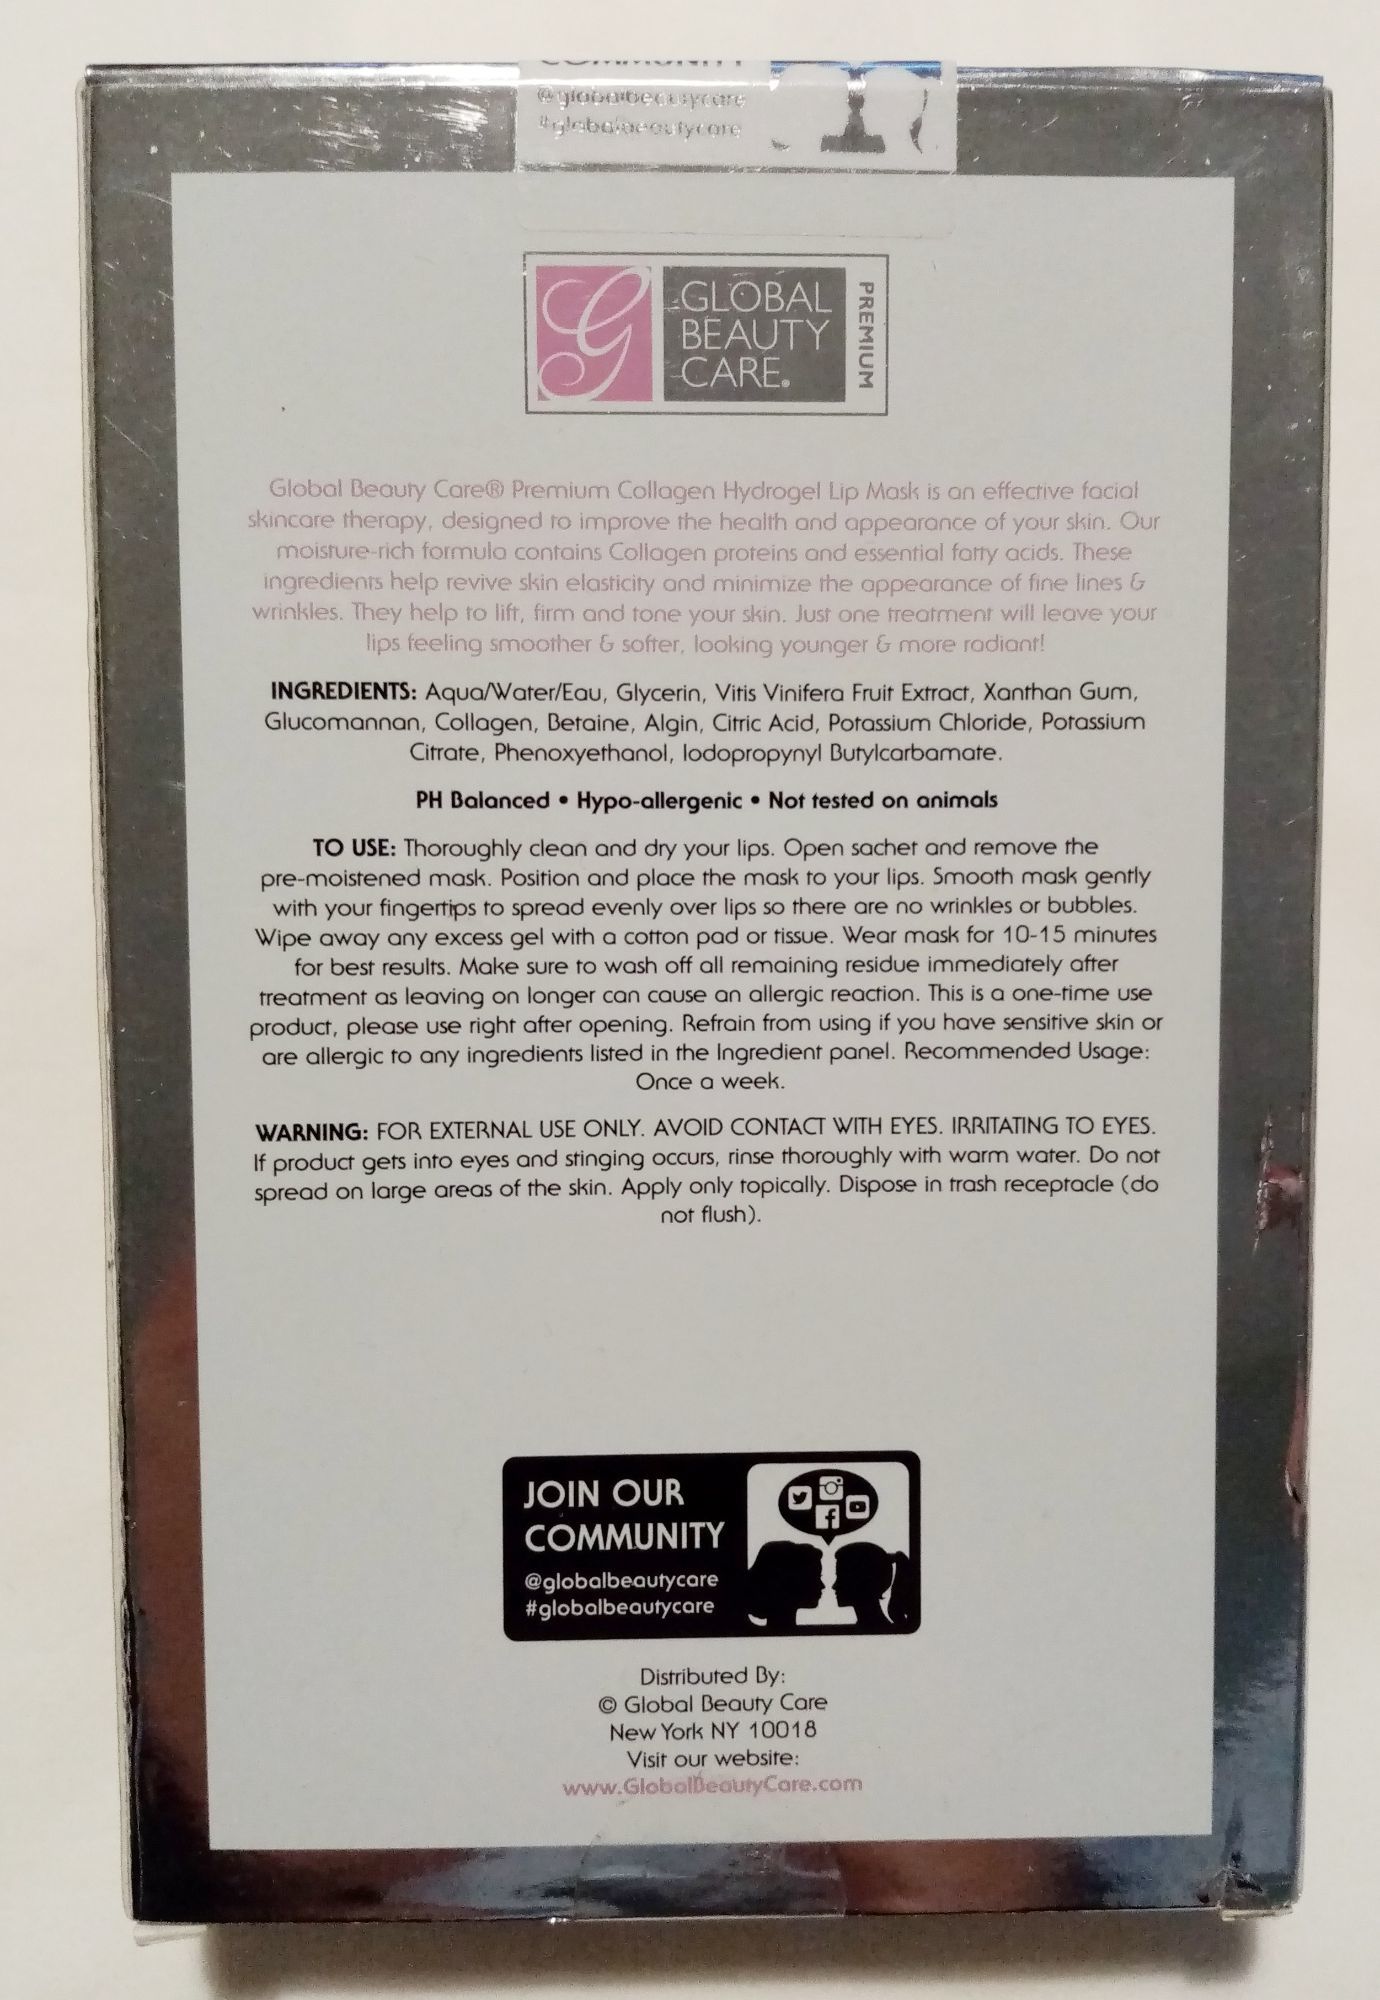 COMMUNITY
@globalbeautycare
#globalbeautycare
G
GLOBAL
BEAUTY
CARE®
PREMIUM
Global Beauty Care® Premium Collagen Hydrogel Lip Mask is an effective facial
skincare therapy, designed to improve the health and appearance of your skin. Our
moisture-rich formula contains Collagen proteins and essential fatty acids. These
ingredients help revive skin elasticity and minimize the appearance of fine lines &
wrinkles. They help to lift, firm and tone your skin. Just one treatment will leave your
lips feeling smoother & softer, looking younger & more radiant!
INGREDIENTS: Aqua/Water/Eau, Glycerin, Vitis Vinifera Fruit Extract, Xanthan Gum,
Glucomannan, Collagen, Betaine, Algin, Citric Acid, Potassium Chloride, Potassium
Citrate, Phenoxyethanol, Iodopropynyl Butylcarbamate.
PH Balanced • Hypo-allergenic • Not tested on animals
TO USE: Thoroughly clean and dry your lips. Open sachet and remove the
pre-moistened mask. Position and place the mask to your lips. Smooth mask gently
with your fingertips to spread evenly over lips so there are no wrinkles or bubbles.
Wipe away any excess gel with a cotton pad or tissue. Wear mask for 10-15 minutes
for best results. Make sure to wash off all remaining residue immediately after
treatment as leaving on longer can cause an allergic reaction. This is a one-time use
product, please use right after opening. Refrain from using if you have sensitive skin or
are allergic to any ingredients listed in the Ingredient panel. Recommended Usage:
Once a week.
WARNING: FOR EXTERNAL USE ONLY. AVOID CONTACT WITH EYES. IRRITATING TO EYES.
If product gets into eyes and stinging occurs, rinse thoroughly with warm water. Do not
spread on large areas of the skin. Apply only topically. Dispose in trash receptacle (do
not flush).
JOIN OUR
COMMUNITY
@globalbeautycare
#globalbeautycare
Distributed By:
© Global Beauty Care
New York NY 10018
Visit our website:
www.GlobalBeautyCare.com